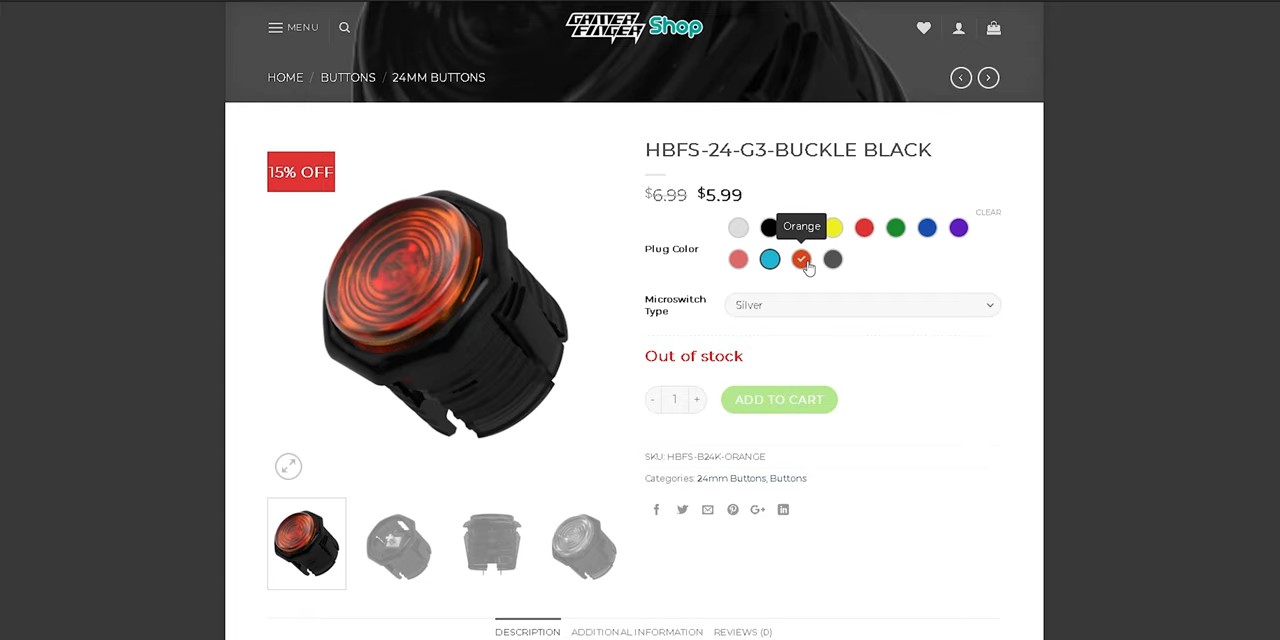 MENU
GAMER FINGER Shop
HOME / BUTTONS / 24MM BUTTONS
15% OFF
HBFS-24-G3-BUCKLE BLACK
$6.99 $5.99
CLEAR
Orange
Plug Color
Microswitch Type
Silver
Out of stock
- 1 + ADD TO CART
SKU: HBFS-B24K-ORANGE
Categories: 24mm Buttons, Buttons
DESCRIPTION ADDITIONAL INFORMATION REVIEWS (0)